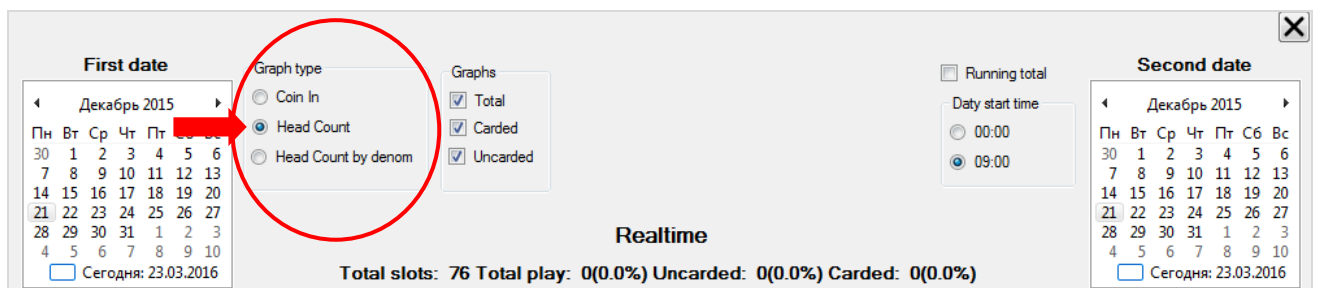 First date
Декабрь 2015
Пн Вт Ср Чт Пт Сб Вс
30 1 2 3 4 5 6
7 8 9 10 11 12 13
14 15 16 17 18 19 20
21 22 23 24 25 26 27
28 29 30 31 1 2 3
4 5 6 7 8 9 10
Сегодня: 23.03.2016
Graph type
Coin In
Head Count
Head Count by denom
Graphs
Total
Carded
Uncarded
Running total
Daty start time
00:00
09:00
Second date
Декабрь 2015
Пн Вт Ср Чт Пт Сб Вс
30 1 2 3 4 5 6
7 8 9 10 11 12 13
14 15 16 17 18 19 20
21 22 23 24 25 26 27
28 29 30 31 1 2 3
4 5 6 7 8 9 10
Сегодня: 23.03.2016
Realtime
Total slots: 76 Total play: 0(0.0%) Uncarded: 0(0.0%) Carded: 0(0.0%)